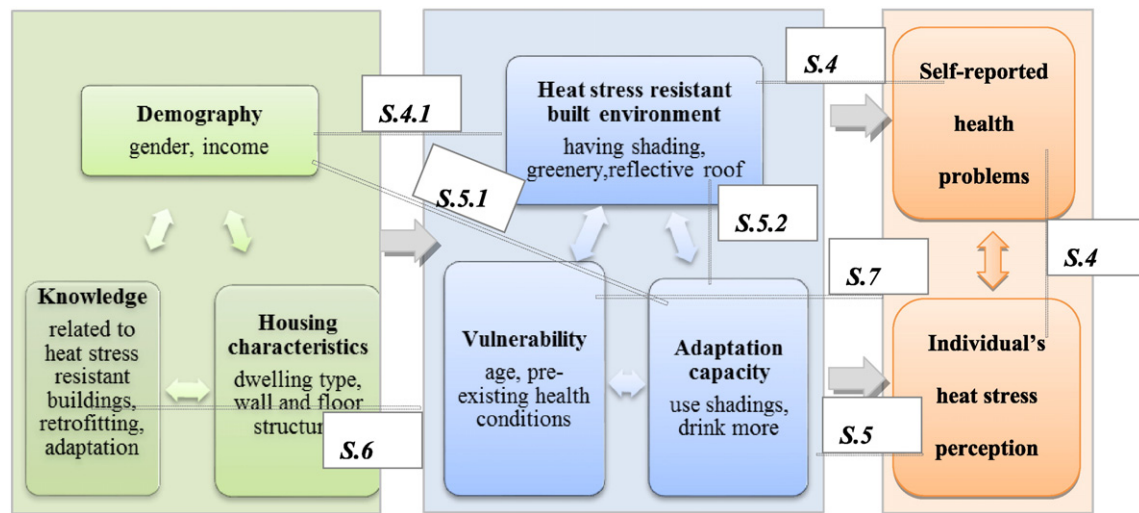 Demography
gender, income
Knowledge
related to
heat stress
resistant
buildings,
retrofitting,
adaptation
Housing
characteristics
dwelling type,
wall and floor
structur
S.4.1
S.5.1
S.6
Heat stress resistant
built environment
having shading,
greenery,reflective roof
S.5.2
Vulnerability
age, pre-
existing health
conditions
Adaptation
capacity
use shadings,
drink more
S.4
S.7
S.5
Self-reported
health
problems
S.4
Individual’s
heat stress
perception